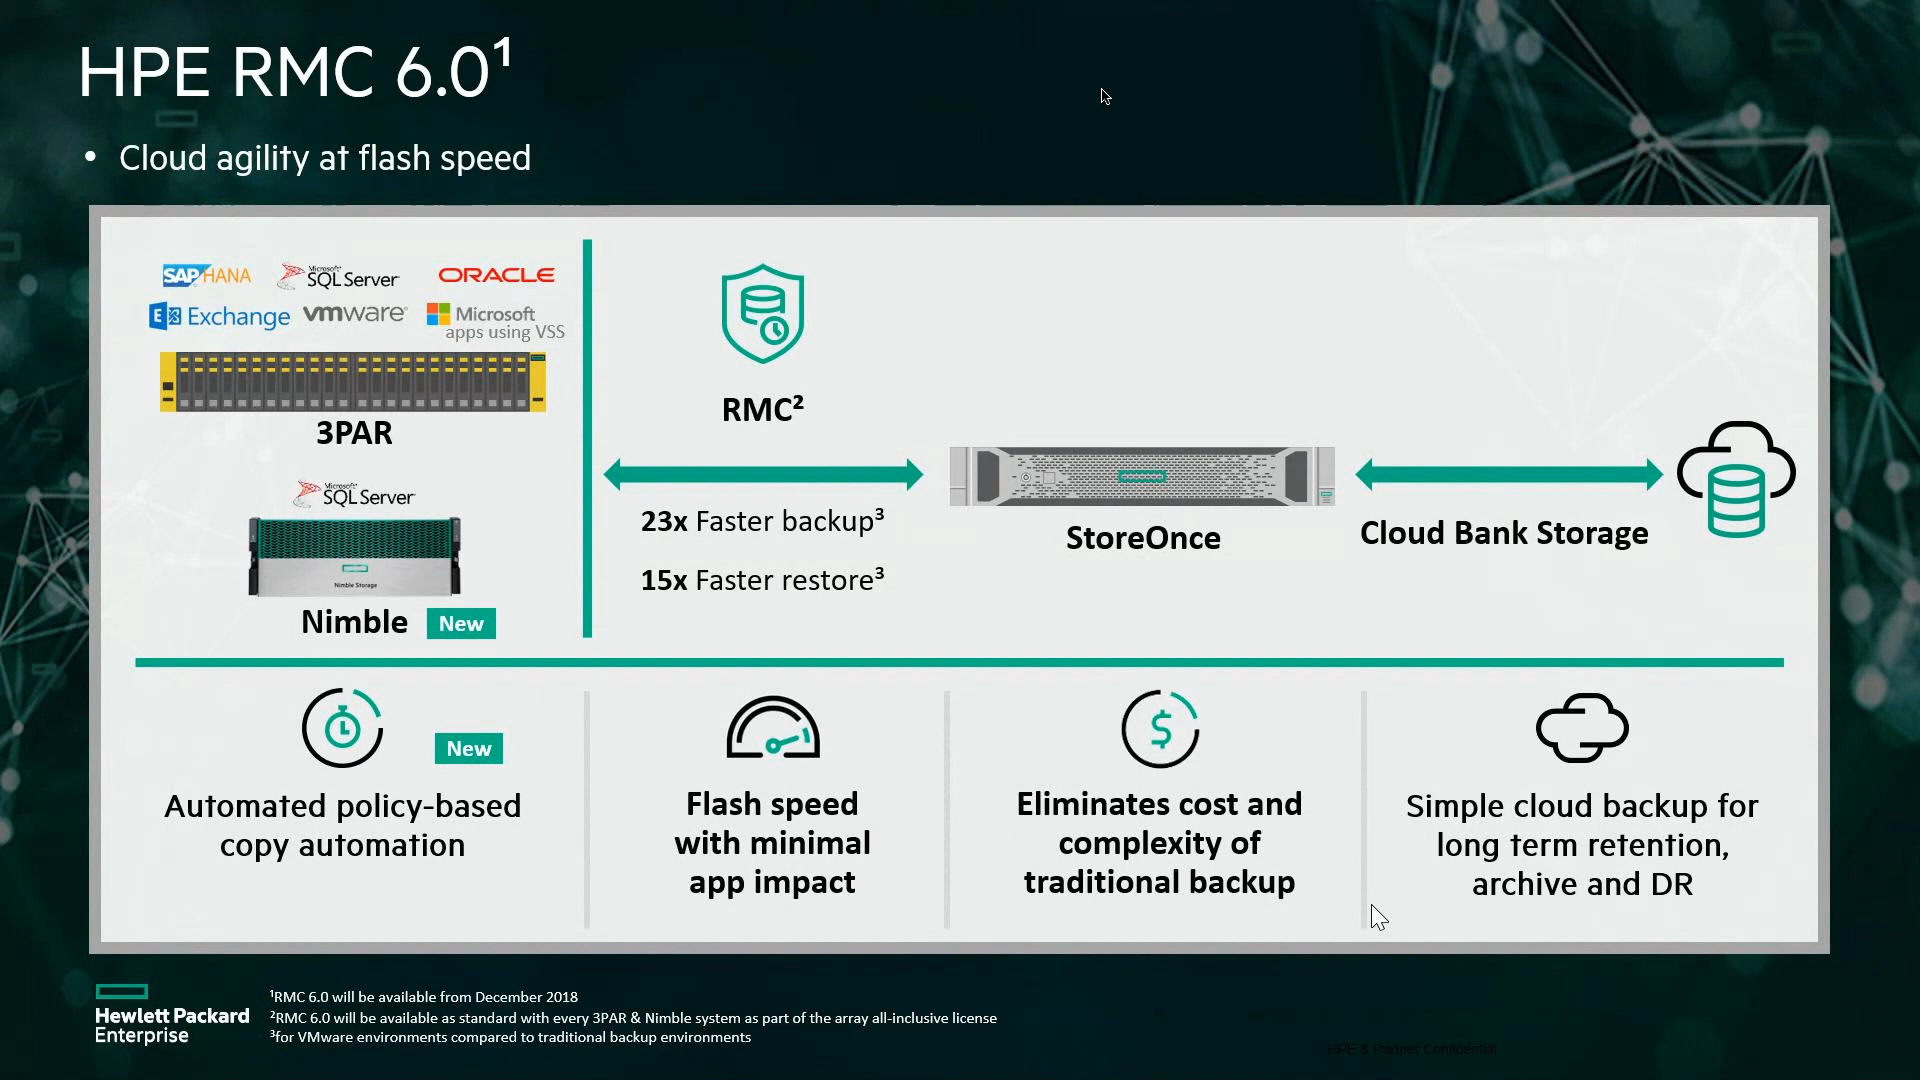 HPE RMC 6.0¹
• Cloud agility at flash speed
SAP HANA
Microsoft SQL Server
ORACLE
E Exchange
vmware
Microsoft
apps using VSS
3PAR
Microsoft SQL Server
Nimble Storage
Nimble
New
RMC²
23x Faster backup³
15x Faster restore³
StoreOnce
Cloud Bank Storage
New
Automated policy-based
copy automation
Flash speed
with minimal
app impact
$
Eliminates cost and
complexity of
traditional backup
Simple cloud backup for
long term retention,
archive and DR
Hewlett Packard
Enterprise
¹RMC 6.0 will be available from December 2018
²RMC 6.0 will be available as standard with every 3PAR & Nimble system as part of the array all-inclusive license
³for VMware environments compared to traditional backup environments
HPE & Partner Confidential